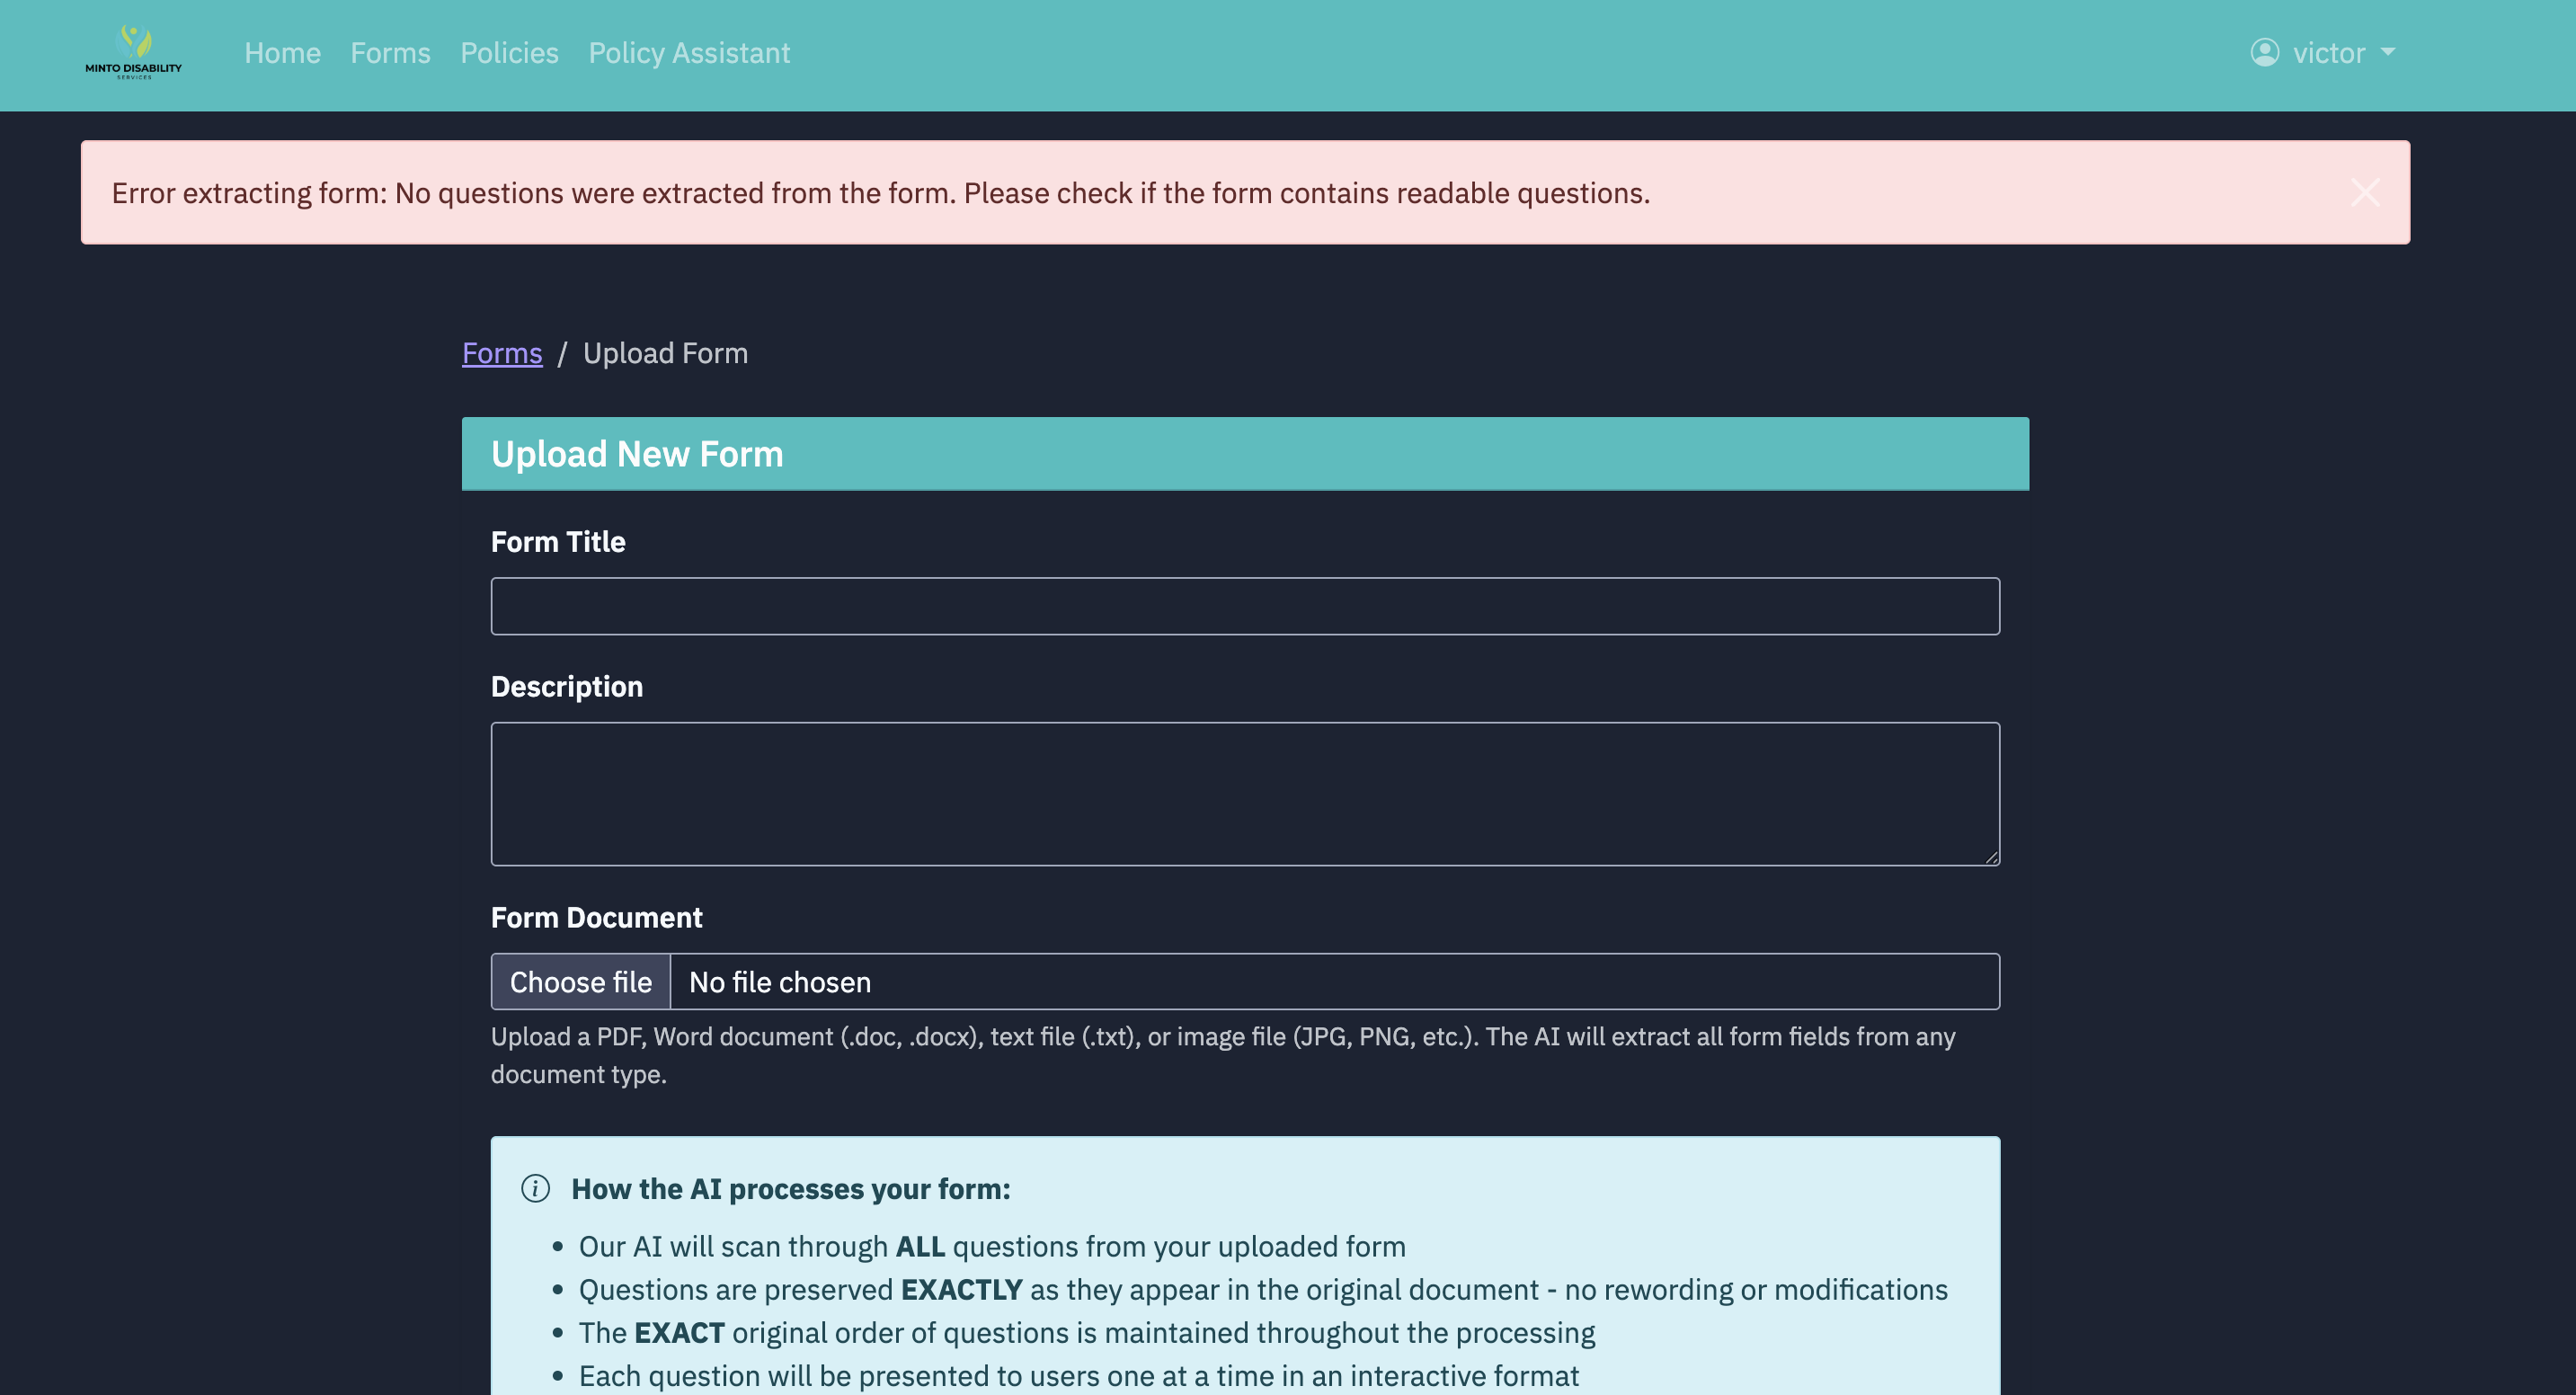 MINTO DISABILITY
SERVICES
Home Forms Policies Policy Assistant
victor
Error extracting form: No questions were extracted from the form. Please check if the form contains readable questions.
Forms / Upload Form
Upload New Form
Form Title
Description
Form Document
Choose file No file chosen
Upload a PDF, Word document (.doc, .docx), text file (.txt), or image file (JPG, PNG, etc.). The AI will extract all form fields from any
document type.
How the AI processes your form:
• Our AI will scan through ALL questions from your uploaded form
• Questions are preserved EXACTLY as they appear in the original document - no rewording or modifications
• The EXACT original order of questions is maintained throughout the processing
• Each question will be presented to users one at a time in an interactive format